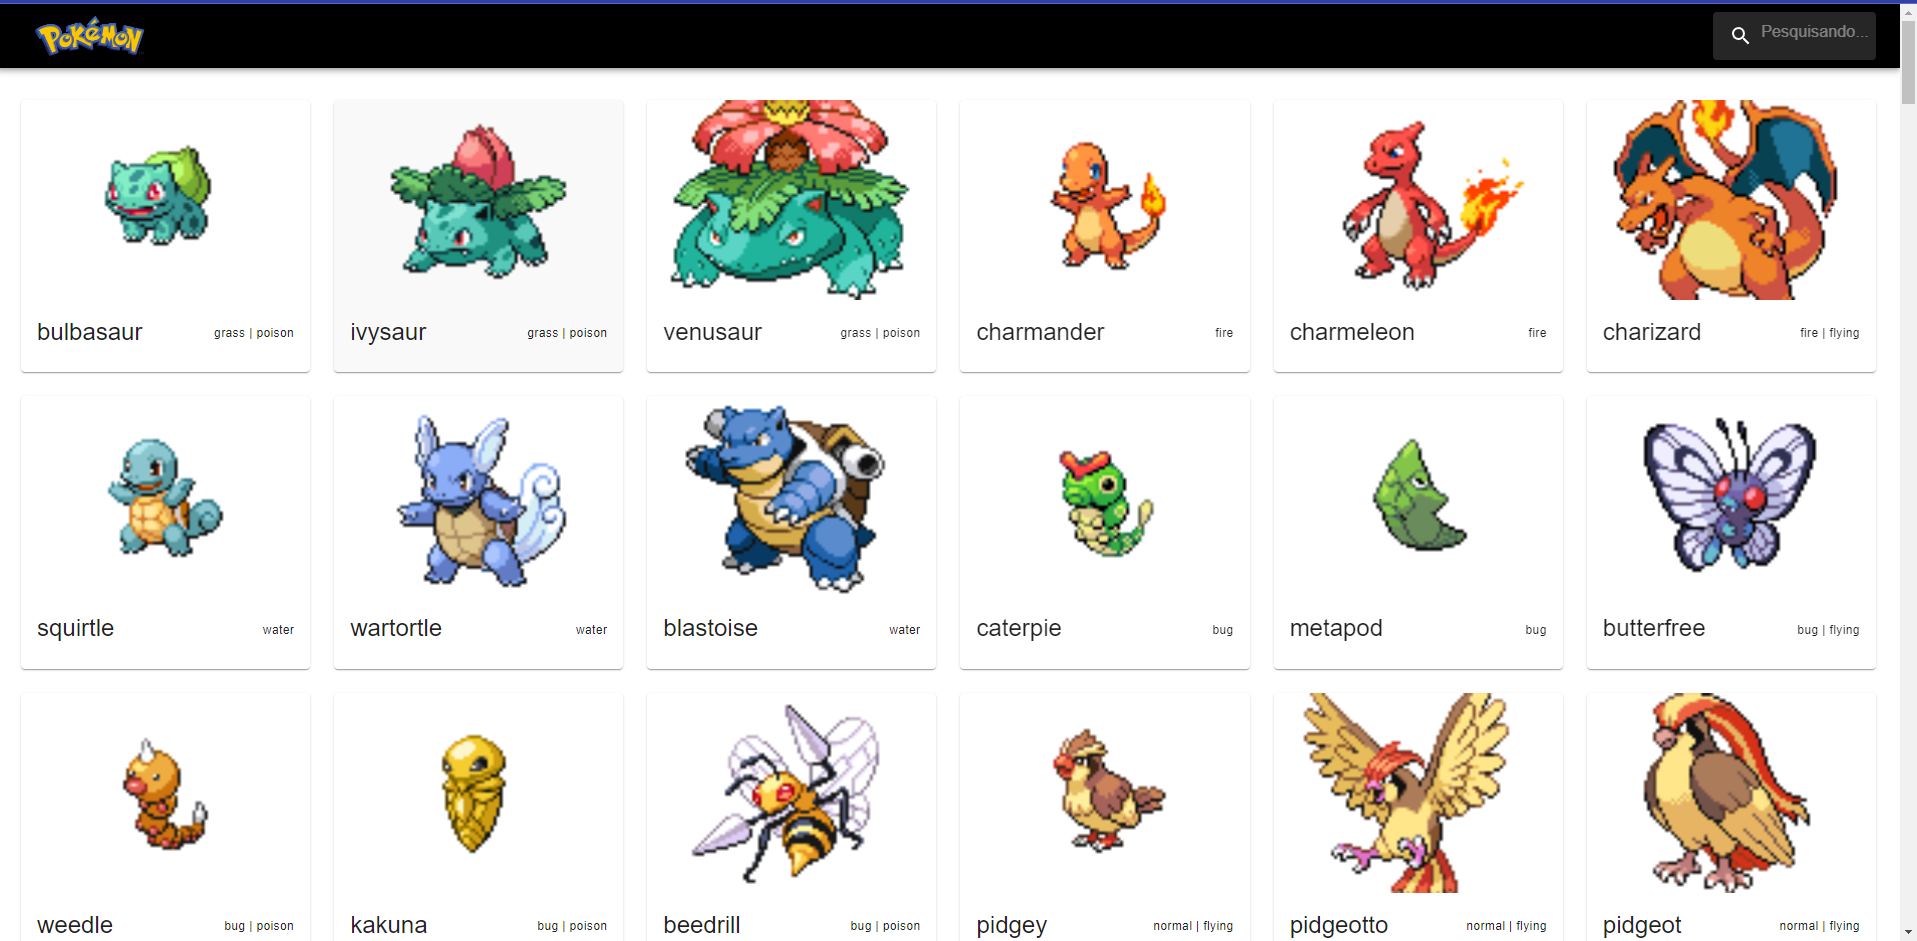 Pokémon
Pesquisando...
bulbasaur grass | poison
ivysaur grass | poison
venusaur grass | poison
charmander fire
charmeleon fire
charizard fire | flying
squirtle water
wartortle water
blastoise water
caterpie bug
metapod bug
butterfree bug | flying
weedle bug | poison
kakuna bug | poison
beedrill bug | poison
pidgey normal | flying
pidgeotto normal | flying
pidgeot normal | flying